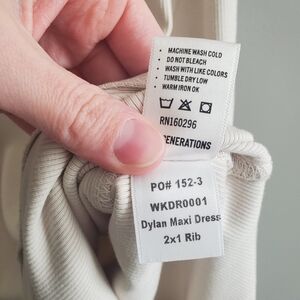 • MACHINE WASH COLD
• DO NOT BLEACH
• WASH WITH LIKE COLORS
• TUMBLE DRY LOW
• WARM IRON OK
RN160296
ENERATIONS
PO# 152-3
WKDR0001
Dylan Maxi Dress
2x1 Rib